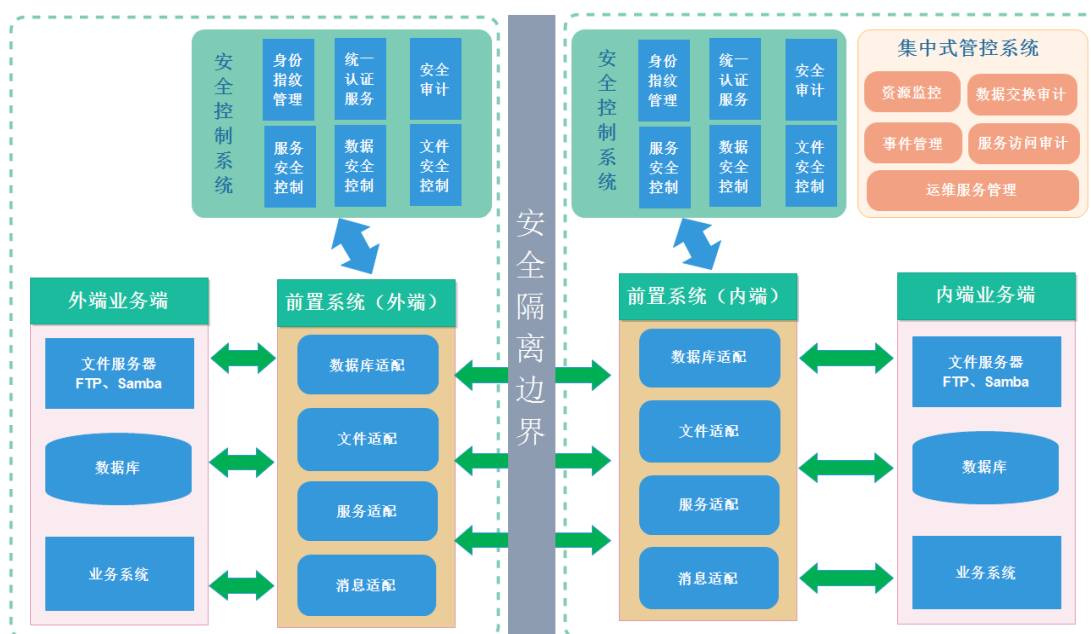 安全控制系统
身份
指纹
管理
统一
认证
服务
安全
审计
服务
安全
控制
数据
安全
控制
文件
安全
控制
外端业务端
文件服务器
FTP、Samba
数据库
业务系统
前置系统（外端）
数据库适配
文件适配
服务适配
消息适配
安全隔离边界
安全控制系统
身份
指纹
管理
统一
认证
服务
安全
审计
服务
安全
控制
数据
安全
控制
文件
安全
控制
集中式管控系统
资源监控
数据交换审计
事件管理
服务访问审计
运维服务管理
前置系统（内端）
数据库适配
文件适配
服务适配
消息适配
内端业务端
文件服务器
FTP、Samba
数据库
业务系统